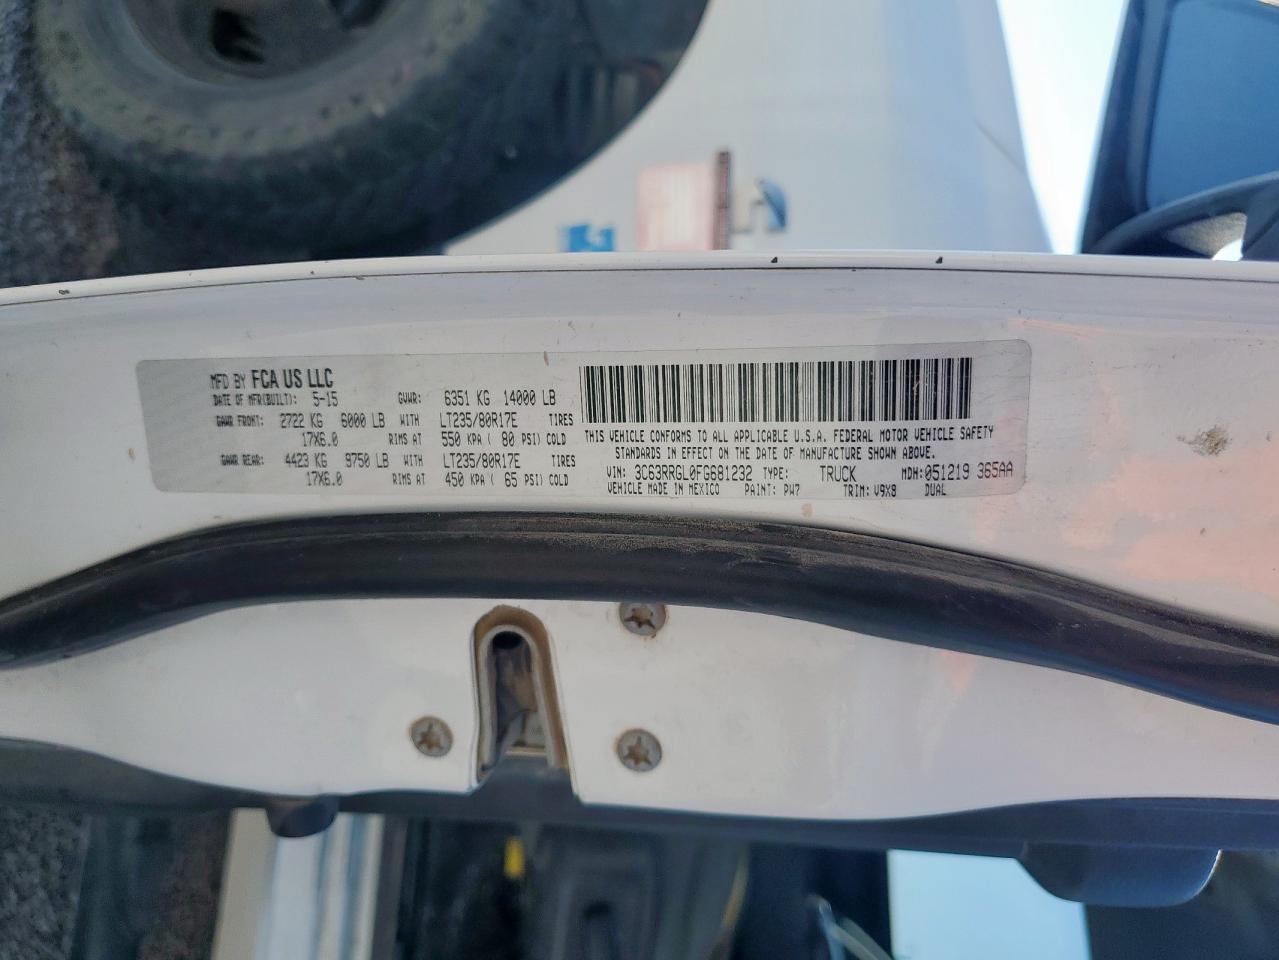 MFD BY FCA US LLC
DATE OF MFR(BUILT): 5-15 GVWR: 6351 KG 14000 LB
GAWR FRONT: 2722 KG 6000 LB WITH LT235/80R17E TIRES
17X6.0 RIMS AT 550 KPA ( 80 PSI) COLD
GAWR REAR: 4423 KG 9750 LB WITH LT235/80R17E TIRES
17X6.0 RIMS AT 450 KPA ( 65 PSI) COLD
THIS VEHICLE CONFORMS TO ALL APPLICABLE U.S.A. FEDERAL MOTOR VEHICLE SAFETY
STANDARDS IN EFFECT ON THE DATE OF MANUFACTURE SHOWN ABOVE.
VIN: 3C63RRGL0FG681232 TYPE: TRUCK MDH: 051219 365AA
VEHICLE MADE IN MEXICO PAINT: PW7 TRIM: V9X9 DUAL